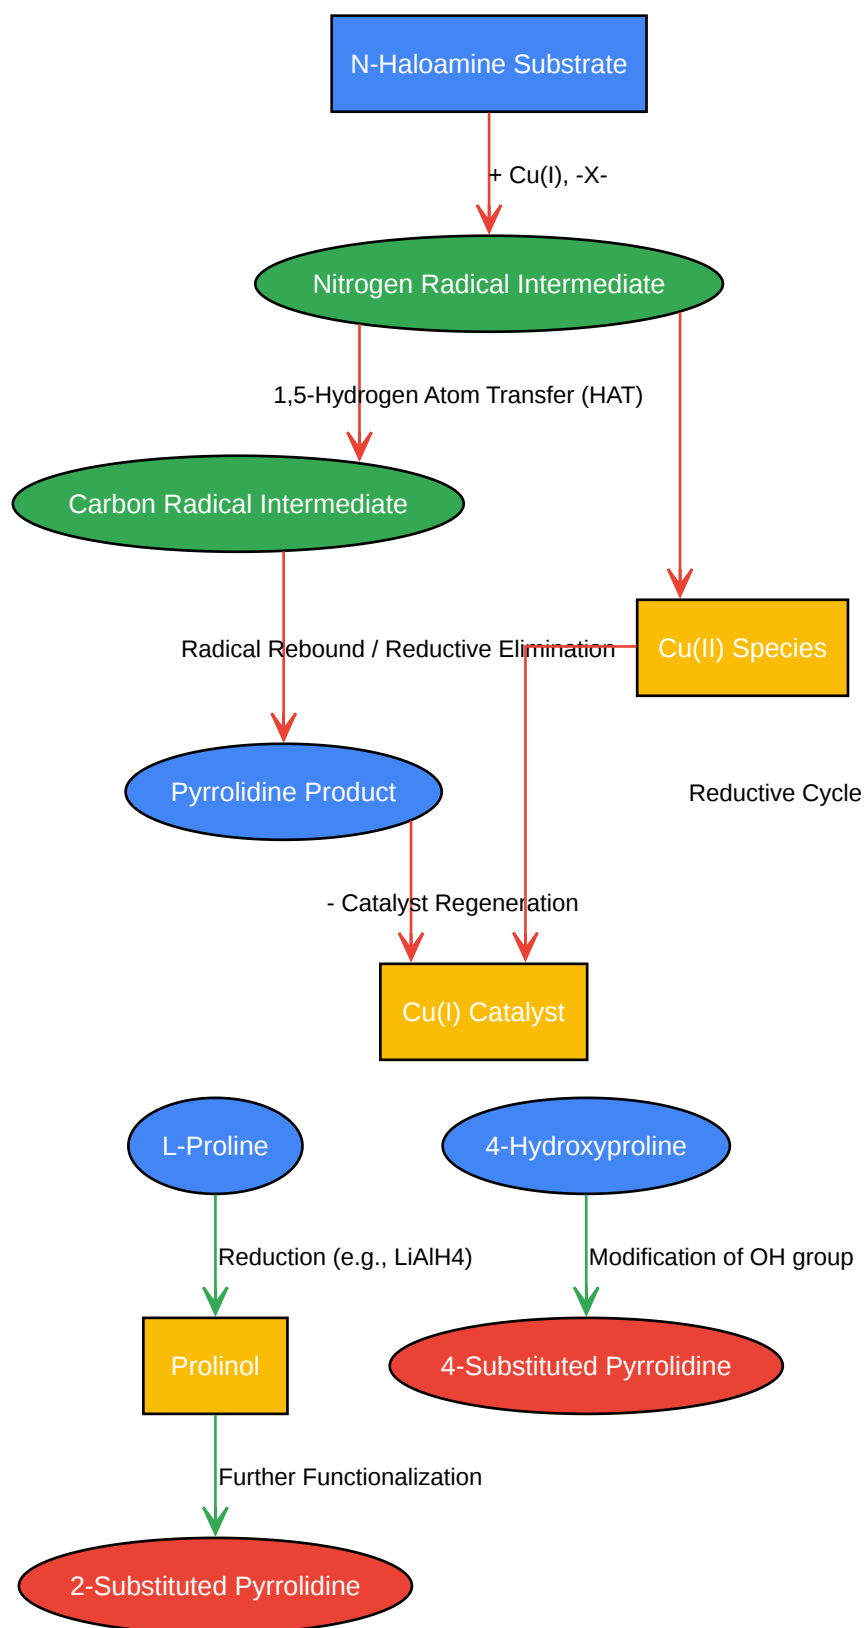 N-Haloamine Substrate
+ Cu(I), -X-
Nitrogen Radical Intermediate
1,5-Hydrogen Atom Transfer (HAT)
Carbon Radical Intermediate
Radical Rebound / Reductive Elimination
Cu(II) Species
Pyrrolidine Product
Reductive Cycle
- Catalyst Regeneration
Cu(I) Catalyst
L-Proline
4-Hydroxyproline
Reduction (e.g., LiAlH4)
Modification of OH group
Prolinol
4-Substituted Pyrrolidine
Further Functionalization
2-Substituted Pyrrolidine